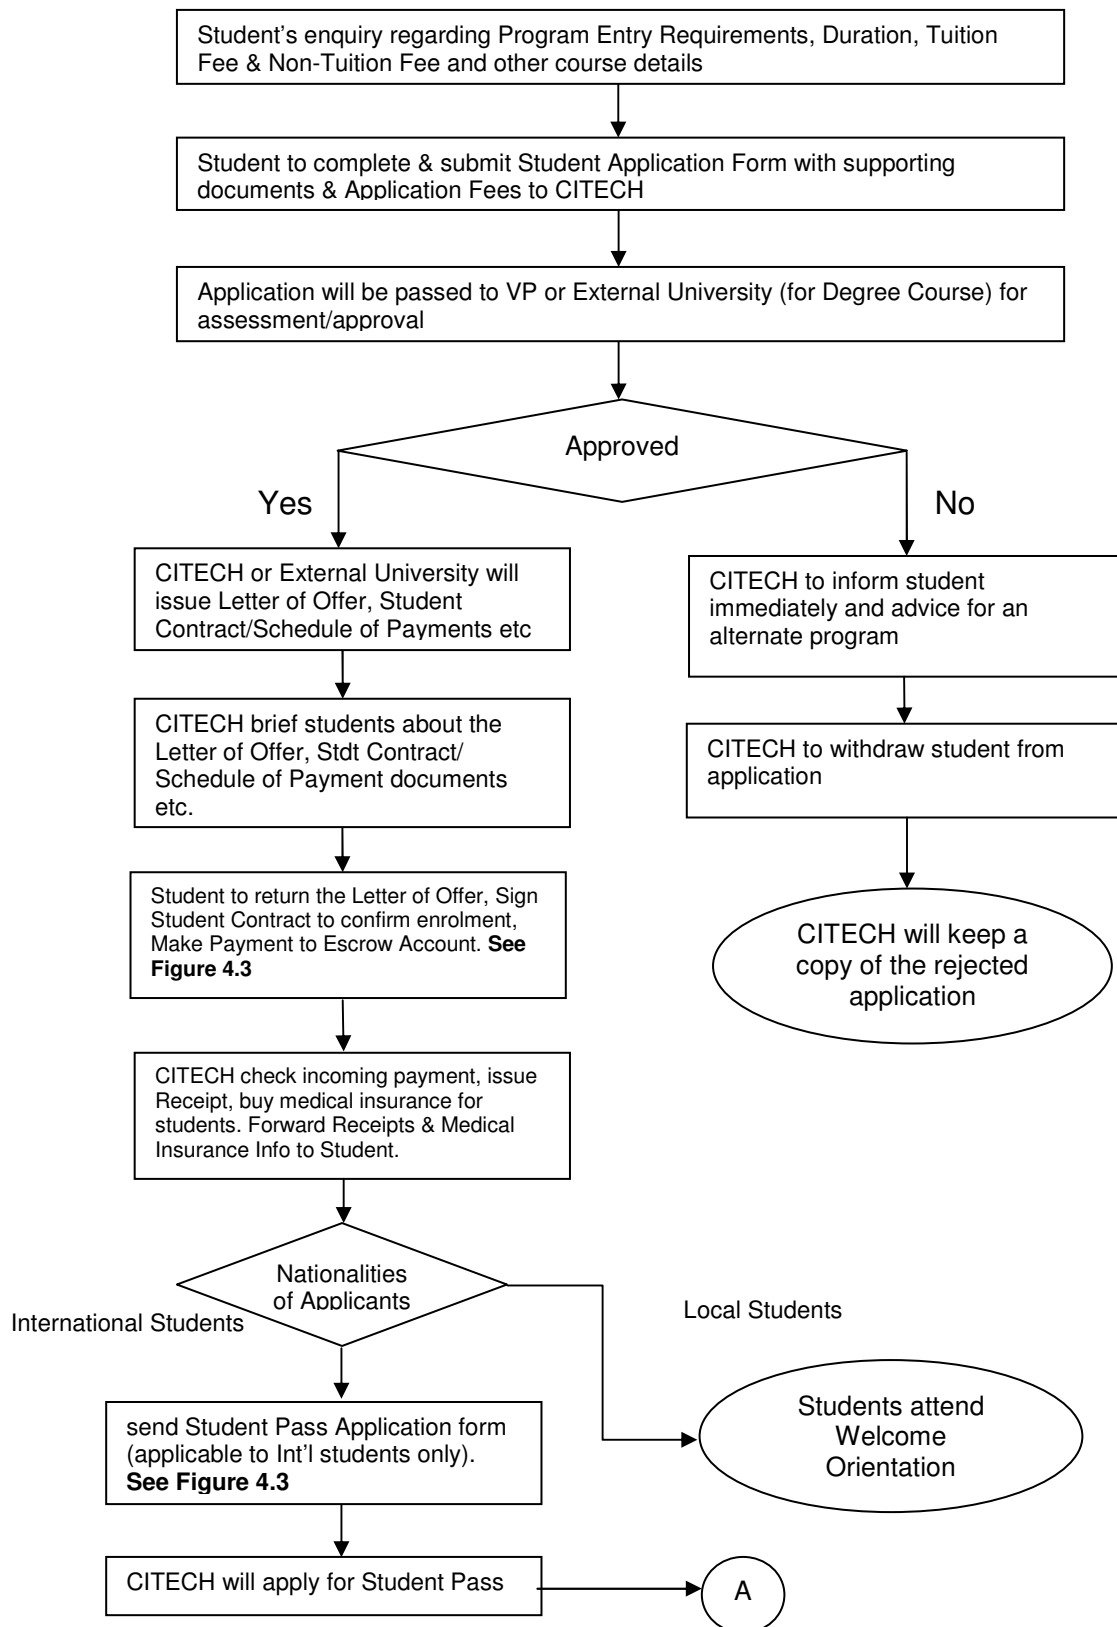 Student's enquiry regarding Program Entry Requirements, Duration, Tuition
Fee & Non-Tuition Fee and other course details
Student to complete & submit Student Application Form with supporting
documents & Application Fees to CITECH
Application will be passed to VP or External University (for Degree Course) for
assessment/approval
Approved
Yes
No
CITECH or External University will
issue Letter of Offer, Student
Contract/Schedule of Payments etc
CITECH to inform student
immediately and advice for an
alternate program
CITECH brief students about the
Letter of Offer, Stdt Contract/
Schedule of Payment documents
etc.
CITECH to withdraw student from
application
Student to return the Letter of Offer, Sign
Student Contract to confirm enrolment,
Make Payment to Escrow Account. See
Figure 4.3
CITECH will keep a
copy of the rejected
application
CITECH check incoming payment, issue
Receipt, buy medical insurance for
students. Forward Receipts & Medical
Insurance Info to Student.
Nationalities
of Applicants
International Students
Local Students
send Student Pass Application form
(applicable to Int'l students only).
See Figure 4.3
Students attend
Welcome
Orientation
CITECH will apply for Student Pass
A